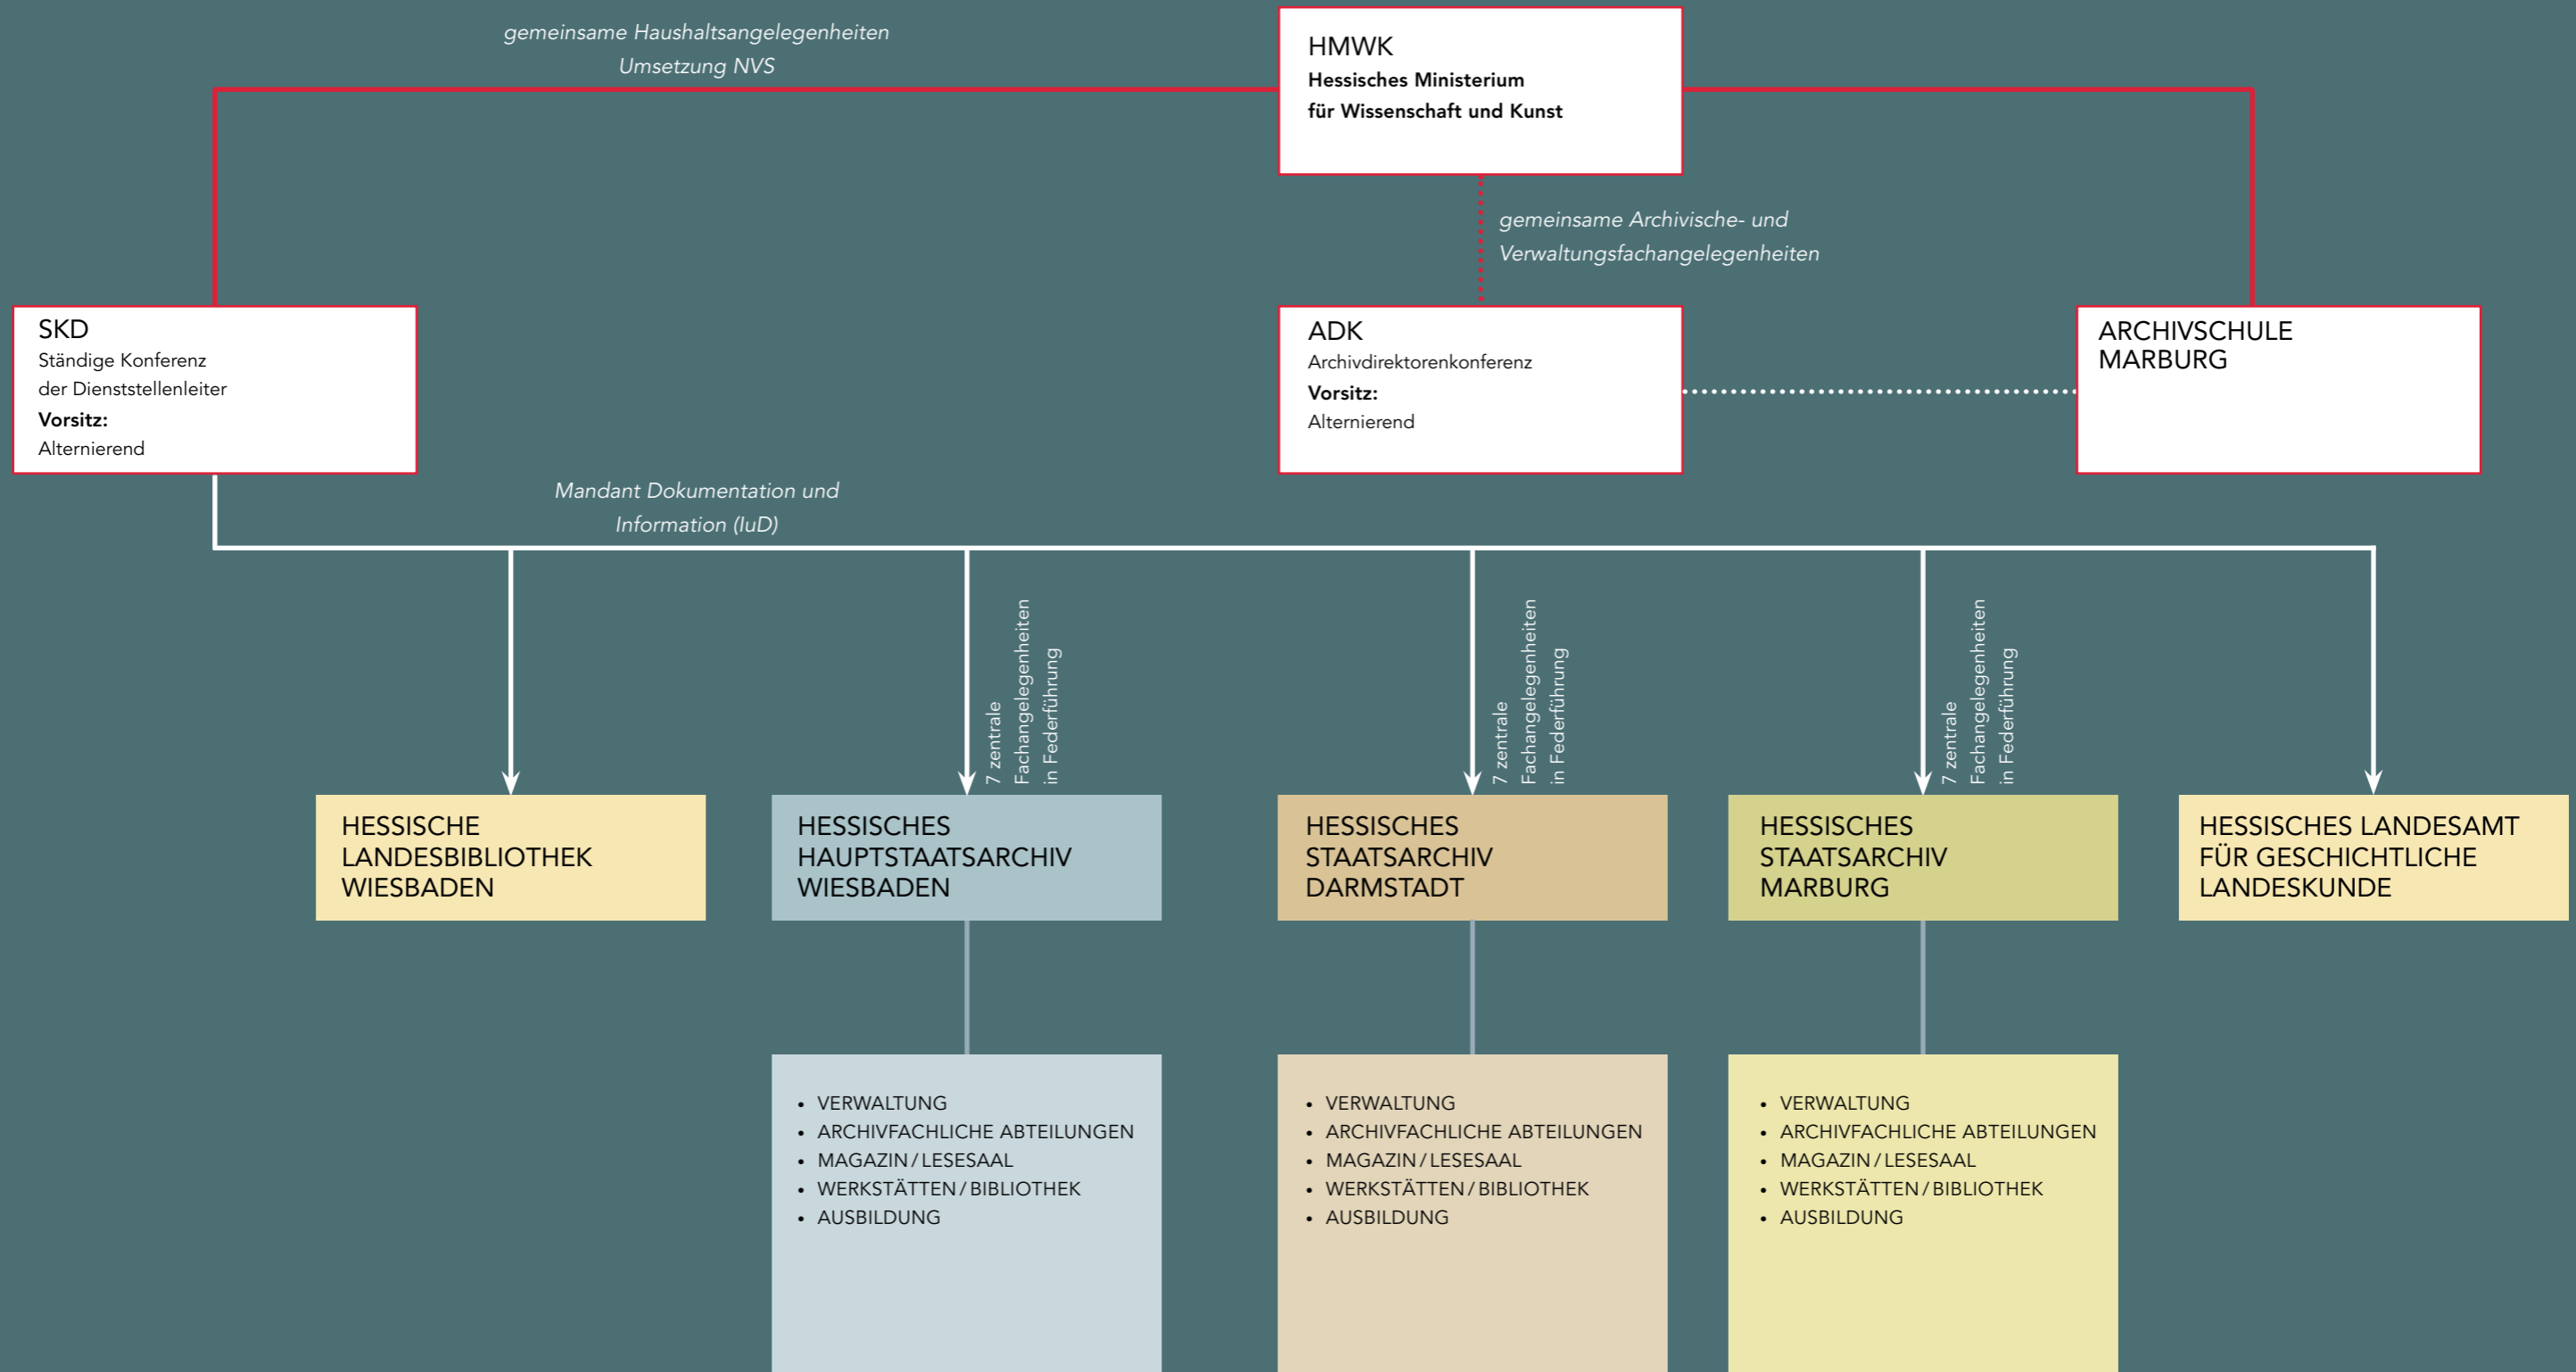 gemeinsame Haushaltsangelegenheiten
Umsetzung NVS
HMWK
Hessisches Ministerium
für Wissenschaft und Kunst
gemeinsame Archivische- und
Verwaltungsfachangelegenheiten
SKD
Ständige Konferenz
der Dienststellenleiter
Vorsitz:
Alternierend
ADK
Archivdirektorenkonferenz
Vorsitz:
Alternierend
ARCHIVSCHULE
MARBURG
Mandant Dokumentation und
Information (IuD)
7 zentrale
Fachangelegenheiten
in Federführung
7 zentrale
Fachangelegenheiten
in Federführung
7 zentrale
Fachangelegenheiten
in Federführung
HESSISCHE
LANDESBIBLIOTHEK
WIESBADEN
HESSISCHES
HAUPTSTAATSARCHIV
WIESBADEN
HESSISCHES
STAATSARCHIV
DARMSTADT
HESSISCHES
STAATSARCHIV
MARBURG
HESSISCHES LANDESAMT
FÜR GESCHICHTLICHE
LANDESKUNDE
• VERWALTUNG
• ARCHIVFACHLICHE ABTEILUNGEN
• MAGAZIN / LESESAAL
• WERKSTÄTTEN / BIBLIOTHEK
• AUSBILDUNG
• VERWALTUNG
• ARCHIVFACHLICHE ABTEILUNGEN
• MAGAZIN / LESESAAL
• WERKSTÄTTEN / BIBLIOTHEK
• AUSBILDUNG
• VERWALTUNG
• ARCHIVFACHLICHE ABTEILUNGEN
• MAGAZIN / LESESAAL
• WERKSTÄTTEN / BIBLIOTHEK
• AUSBILDUNG